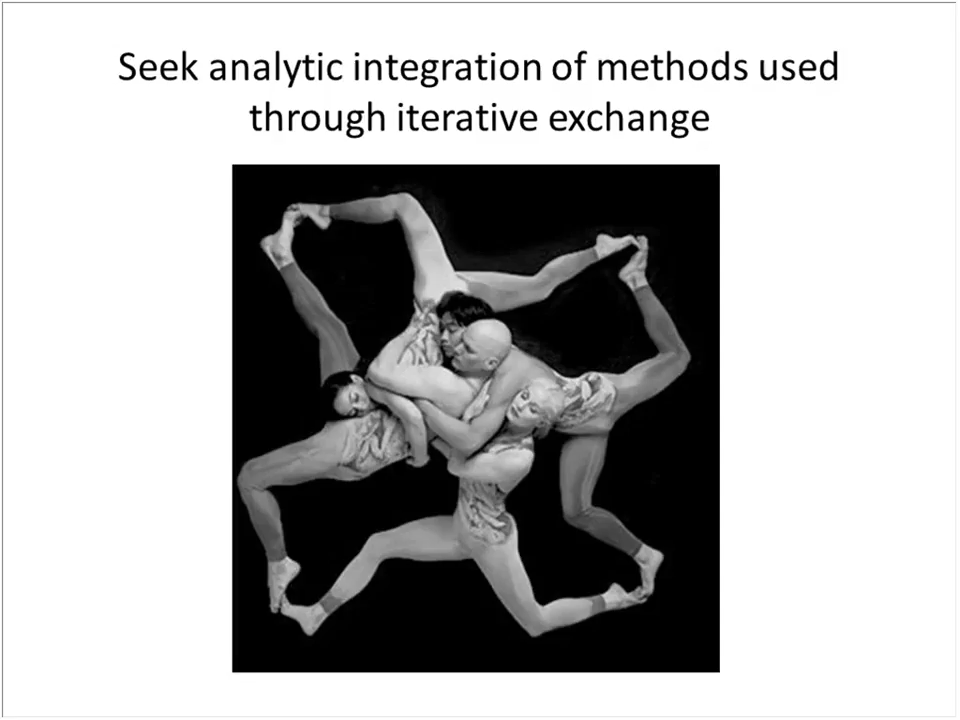 Seek analytic integration of methods used
through iterative exchange